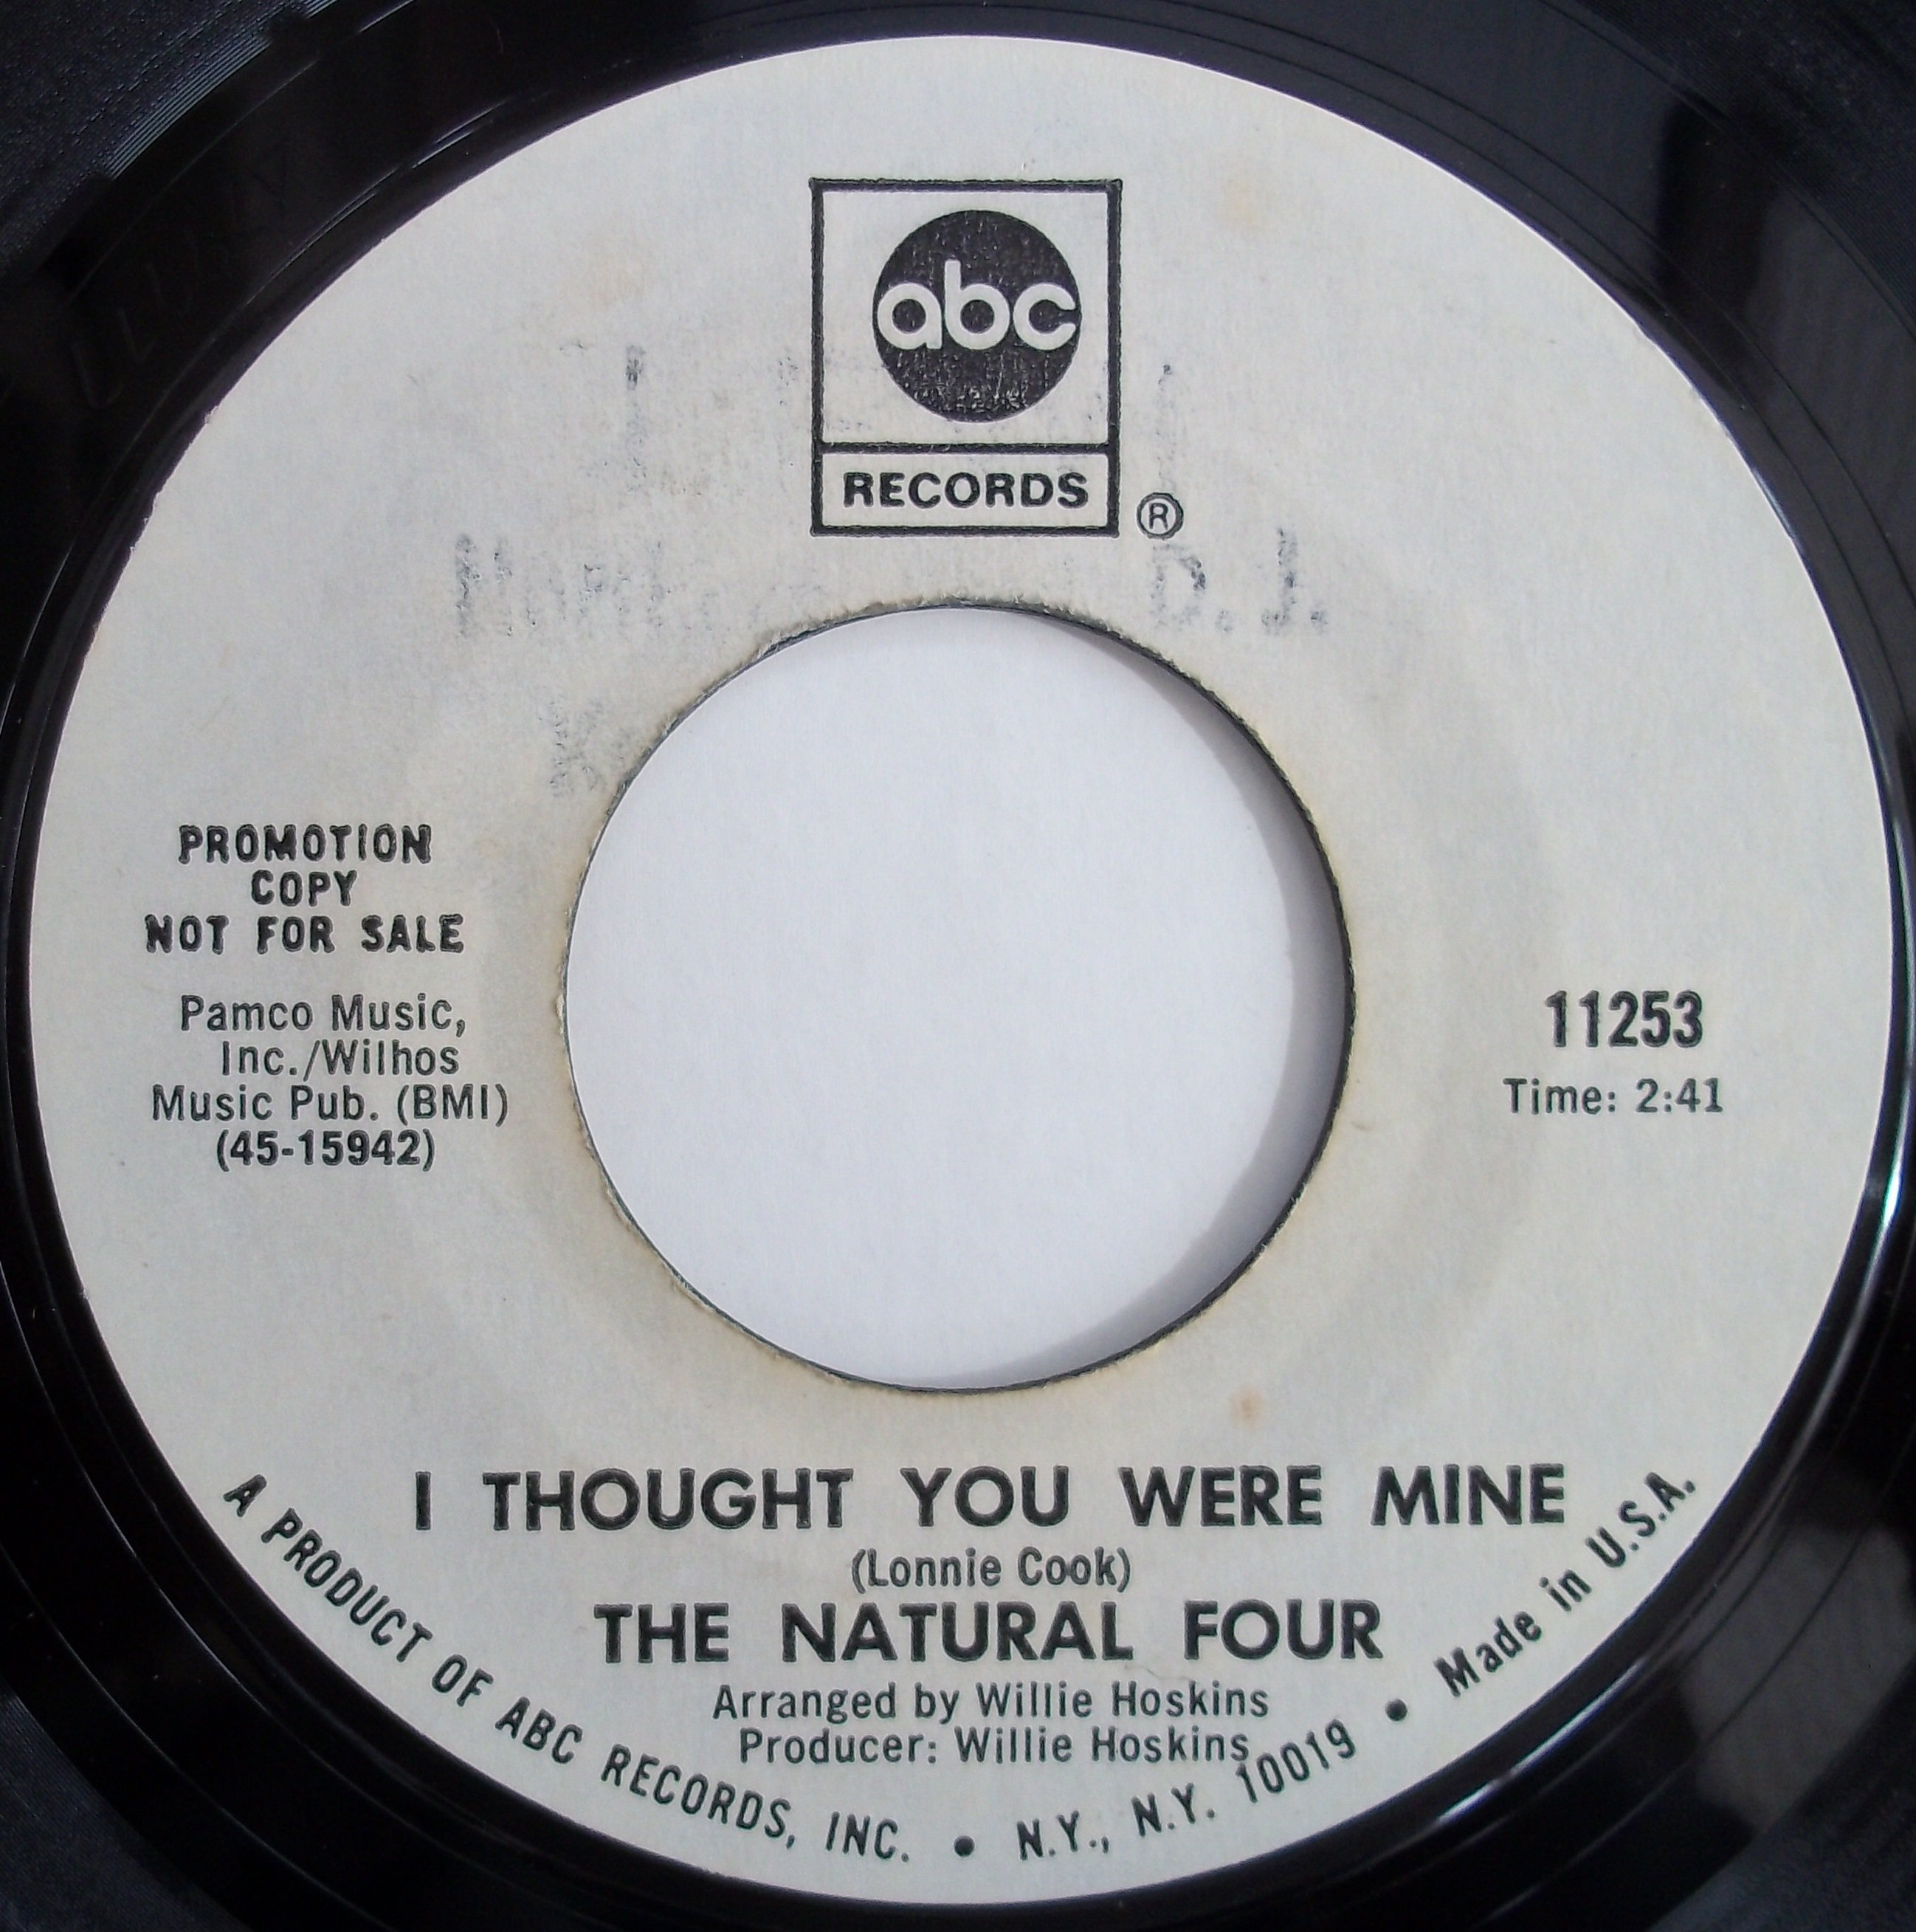 abc
RECORDS
®
D.J.
PROMOTION
COPY
NOT FOR SALE
Pamco Music,
Inc./Wilhos
Music Pub. (BMI)
(45-15942)
11253
Time: 2:41
I THOUGHT YOU WERE MINE
(Lonnie Cook)
THE NATURAL FOUR
Arranged by Willie Hoskins
Producer: Willie Hoskins
A PRODUCT OF ABC RECORDS, INC. • N.Y., N.Y. 10019 • Made in U.S.A.